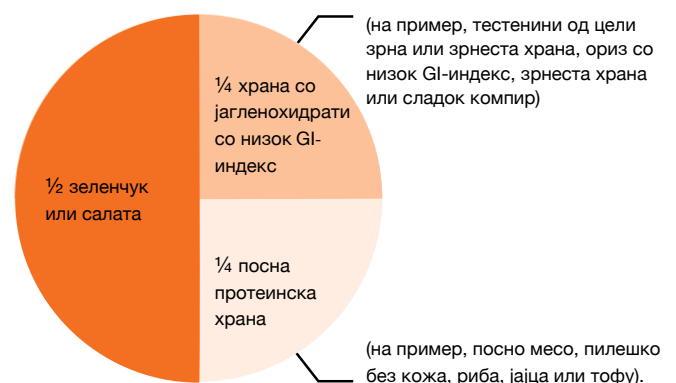 (на пример, тестенини од цели
зрна или зрнеста храна, ориз со
низок GI-индекс, зрнеста храна
или сладок компир)
¼ храна со
јагленохидрати
со низок GI-
индекс
½ зеленчук
или салата
¼ посна
протеинска
храна
(на пример, посно месо, пилешко
без кожа, риба, јајца или тофу).